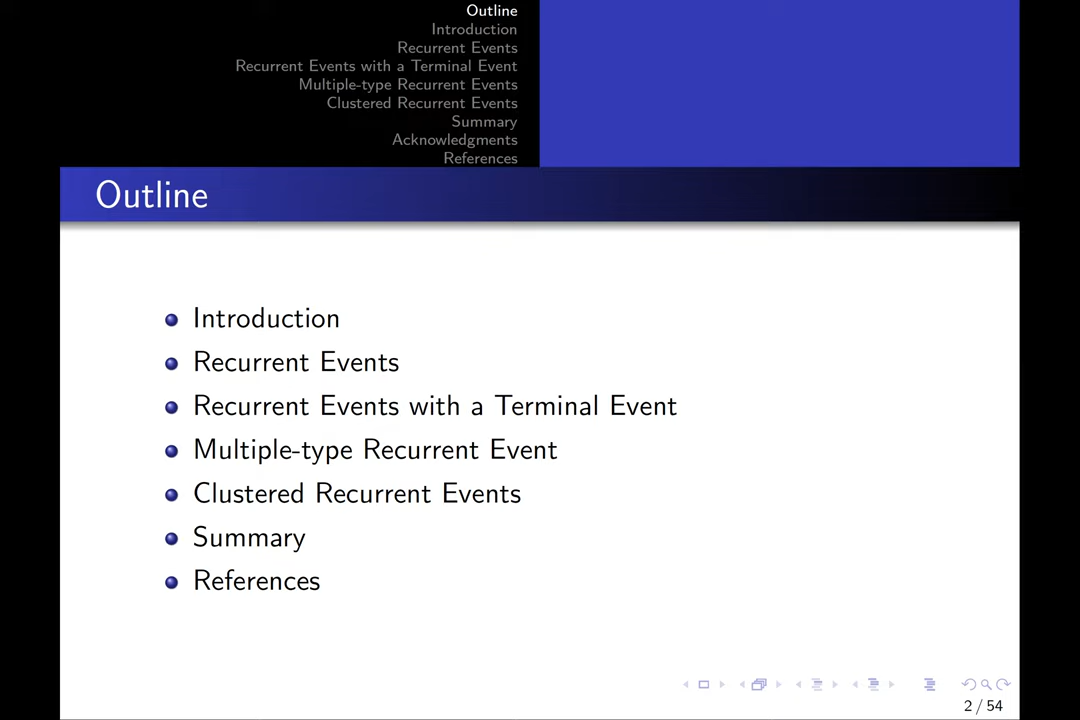 Outline
Introduction
Recurrent Events
Recurrent Events with a Terminal Event
Multiple-type Recurrent Events
Clustered Recurrent Events
Summary
Acknowledgments
References
Outline
Introduction
Recurrent Events
Recurrent Events with a Terminal Event
Multiple-type Recurrent Event
Clustered Recurrent Events
Summary
References
2 / 54